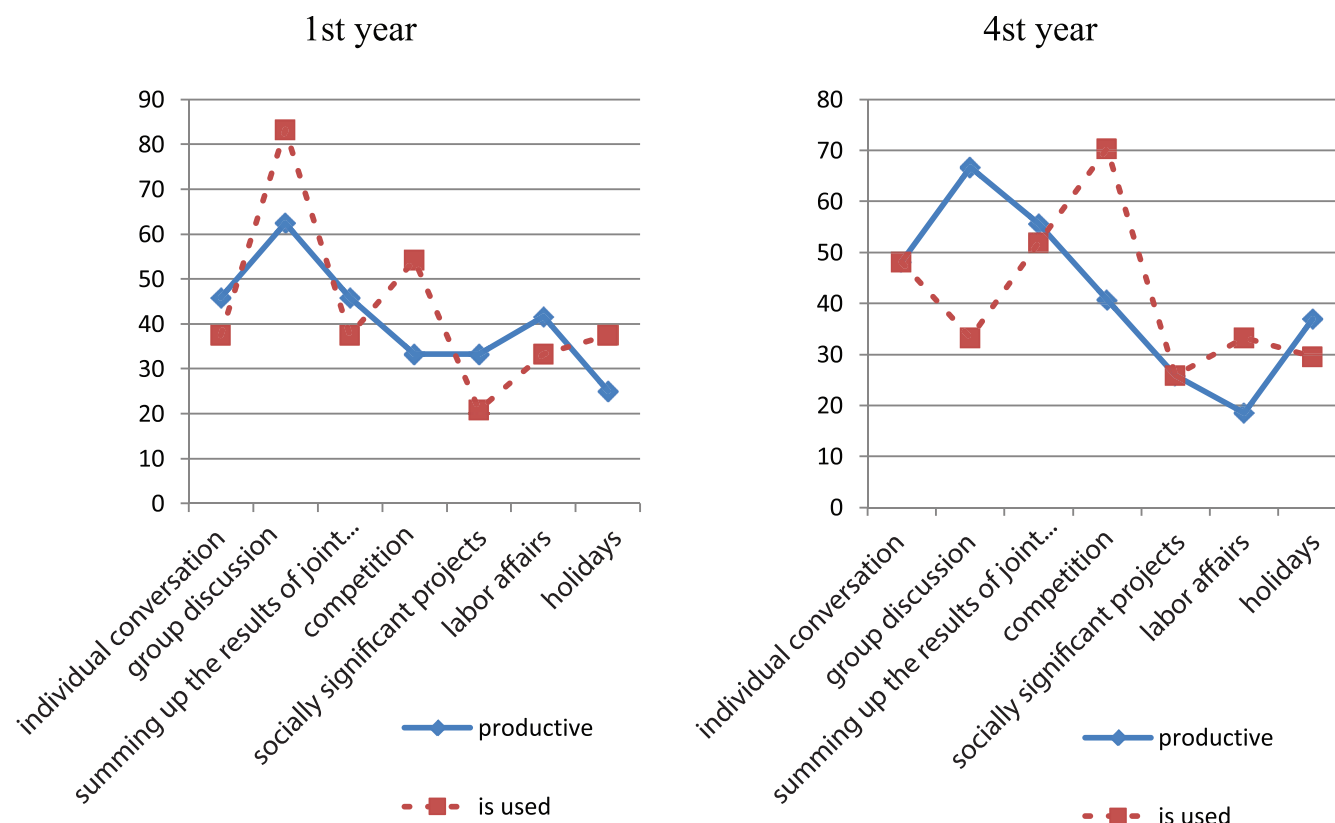 1st year
90
80
70
60
50
40
30
20
10
0
individual conversation
group discussion
summing up the results of joint...
competition
socially significant projects
labor affairs
holidays
productive
is used
4st year
80
70
60
50
40
30
20
10
0
individual conversation
group discussion
summing up the results of joint...
competition
socially significant projects
labor affairs
holidays
productive
is used